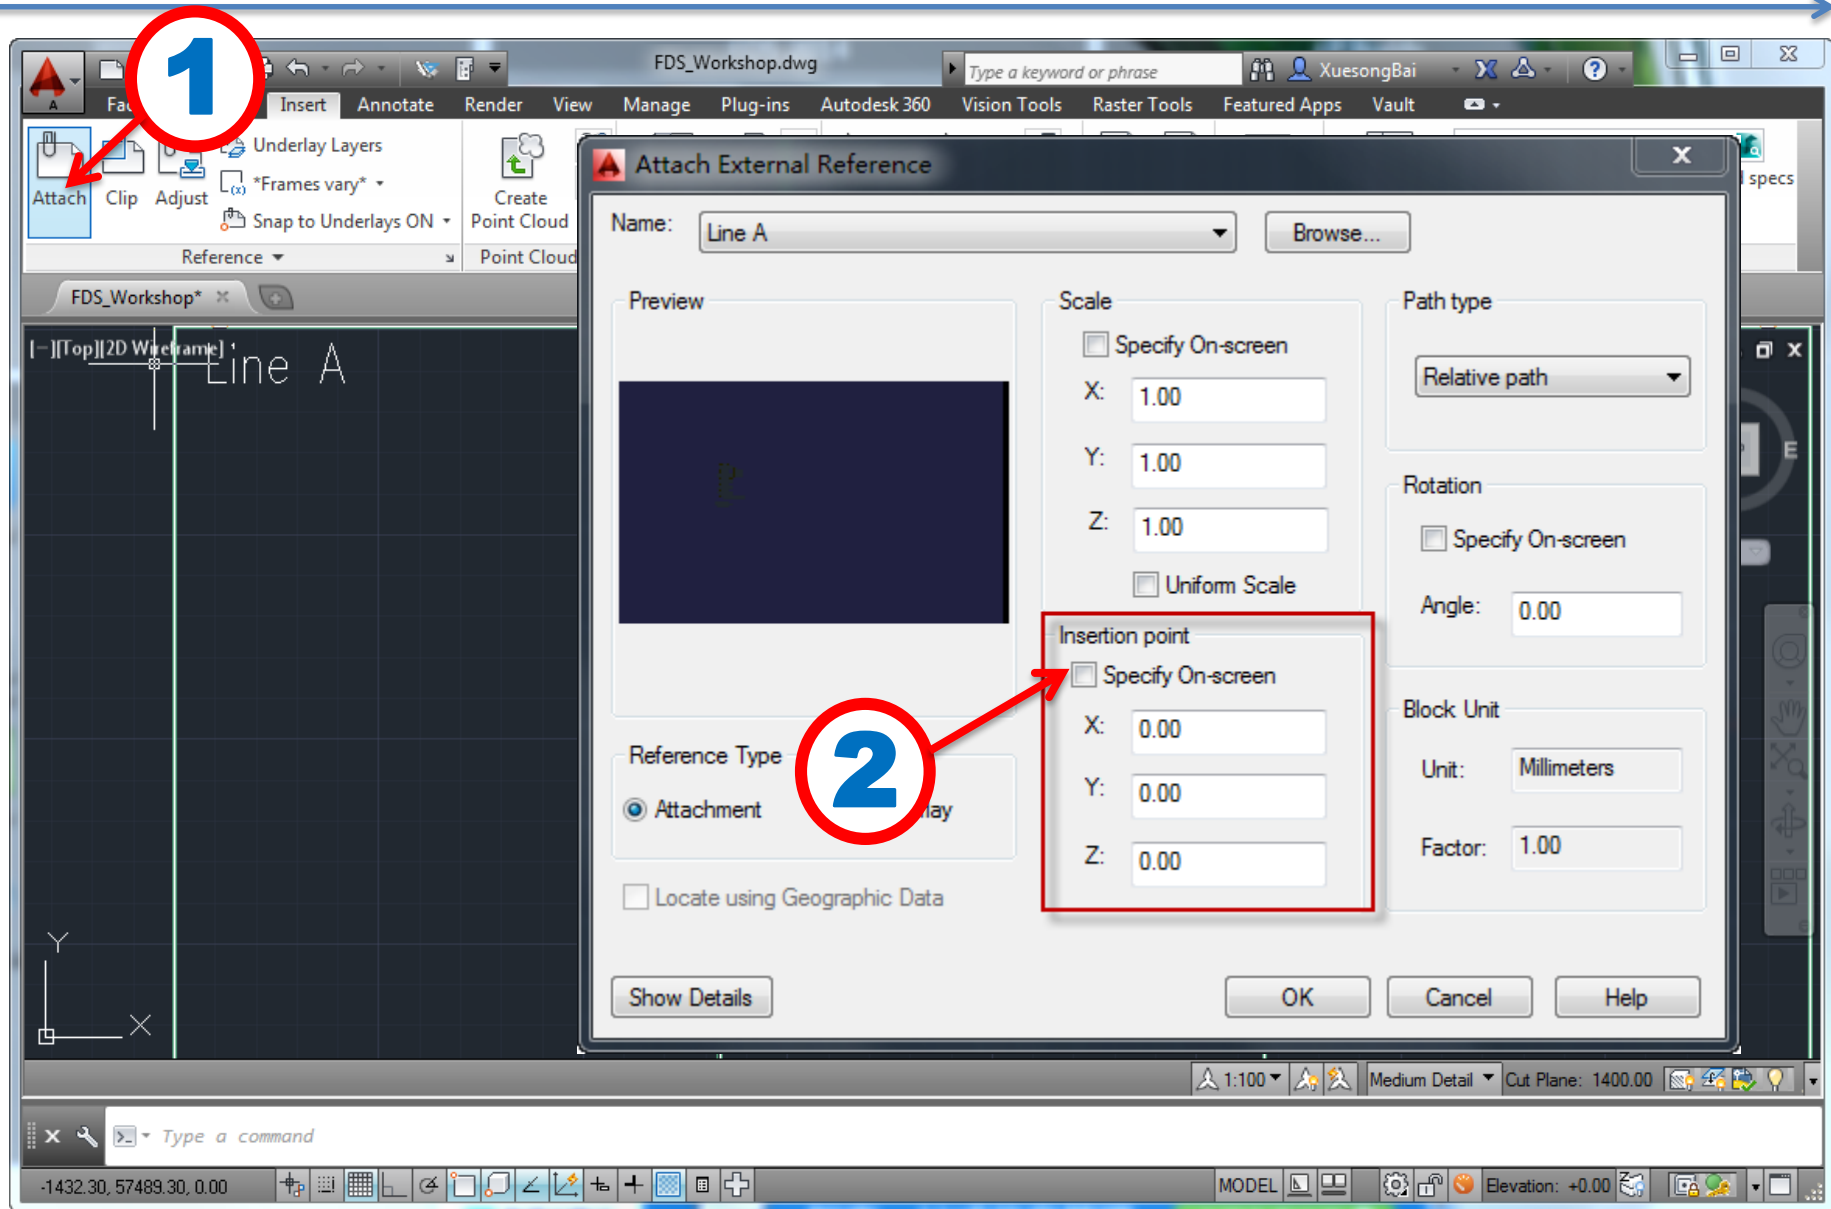 1
FDS_Workshop.dwg
Type a keyword or phrase
XuesongBai
?
A
Insert Annotate Render View Manage Plug-ins Autodesk 360 Vision Tools Raster Tools Featured Apps Vault
Attach
Clip
Adjust
Underlay Layers
*Frames vary*
Snap to Underlays ON
Create
Point Cloud
specs
Reference
Point Cloud
FDS_Workshop*
[−][Top][2D Wireframe]
Line A
E
Y
X
Attach External Reference
X
Name:
Line A
Browse...
Preview
Scale
Specify On-screen
X: 1.00
Y: 1.00
Z: 1.00
Uniform Scale
Path type
Relative path
Rotation
Specify On-screen
Angle: 0.00
Insertion point
Specify On-screen
X: 0.00
Y: 0.00
Z: 0.00
2
Reference Type
Attachment
Locate using Geographic Data
Block Unit
Unit: Millimeters
Factor: 1.00
Show Details
OK
Cancel
Help
1:100
Medium Detail
Cut Plane: 1400.00
Type a command
-1432.30, 57489.30, 0.00
MODEL
Elevation: +0.00